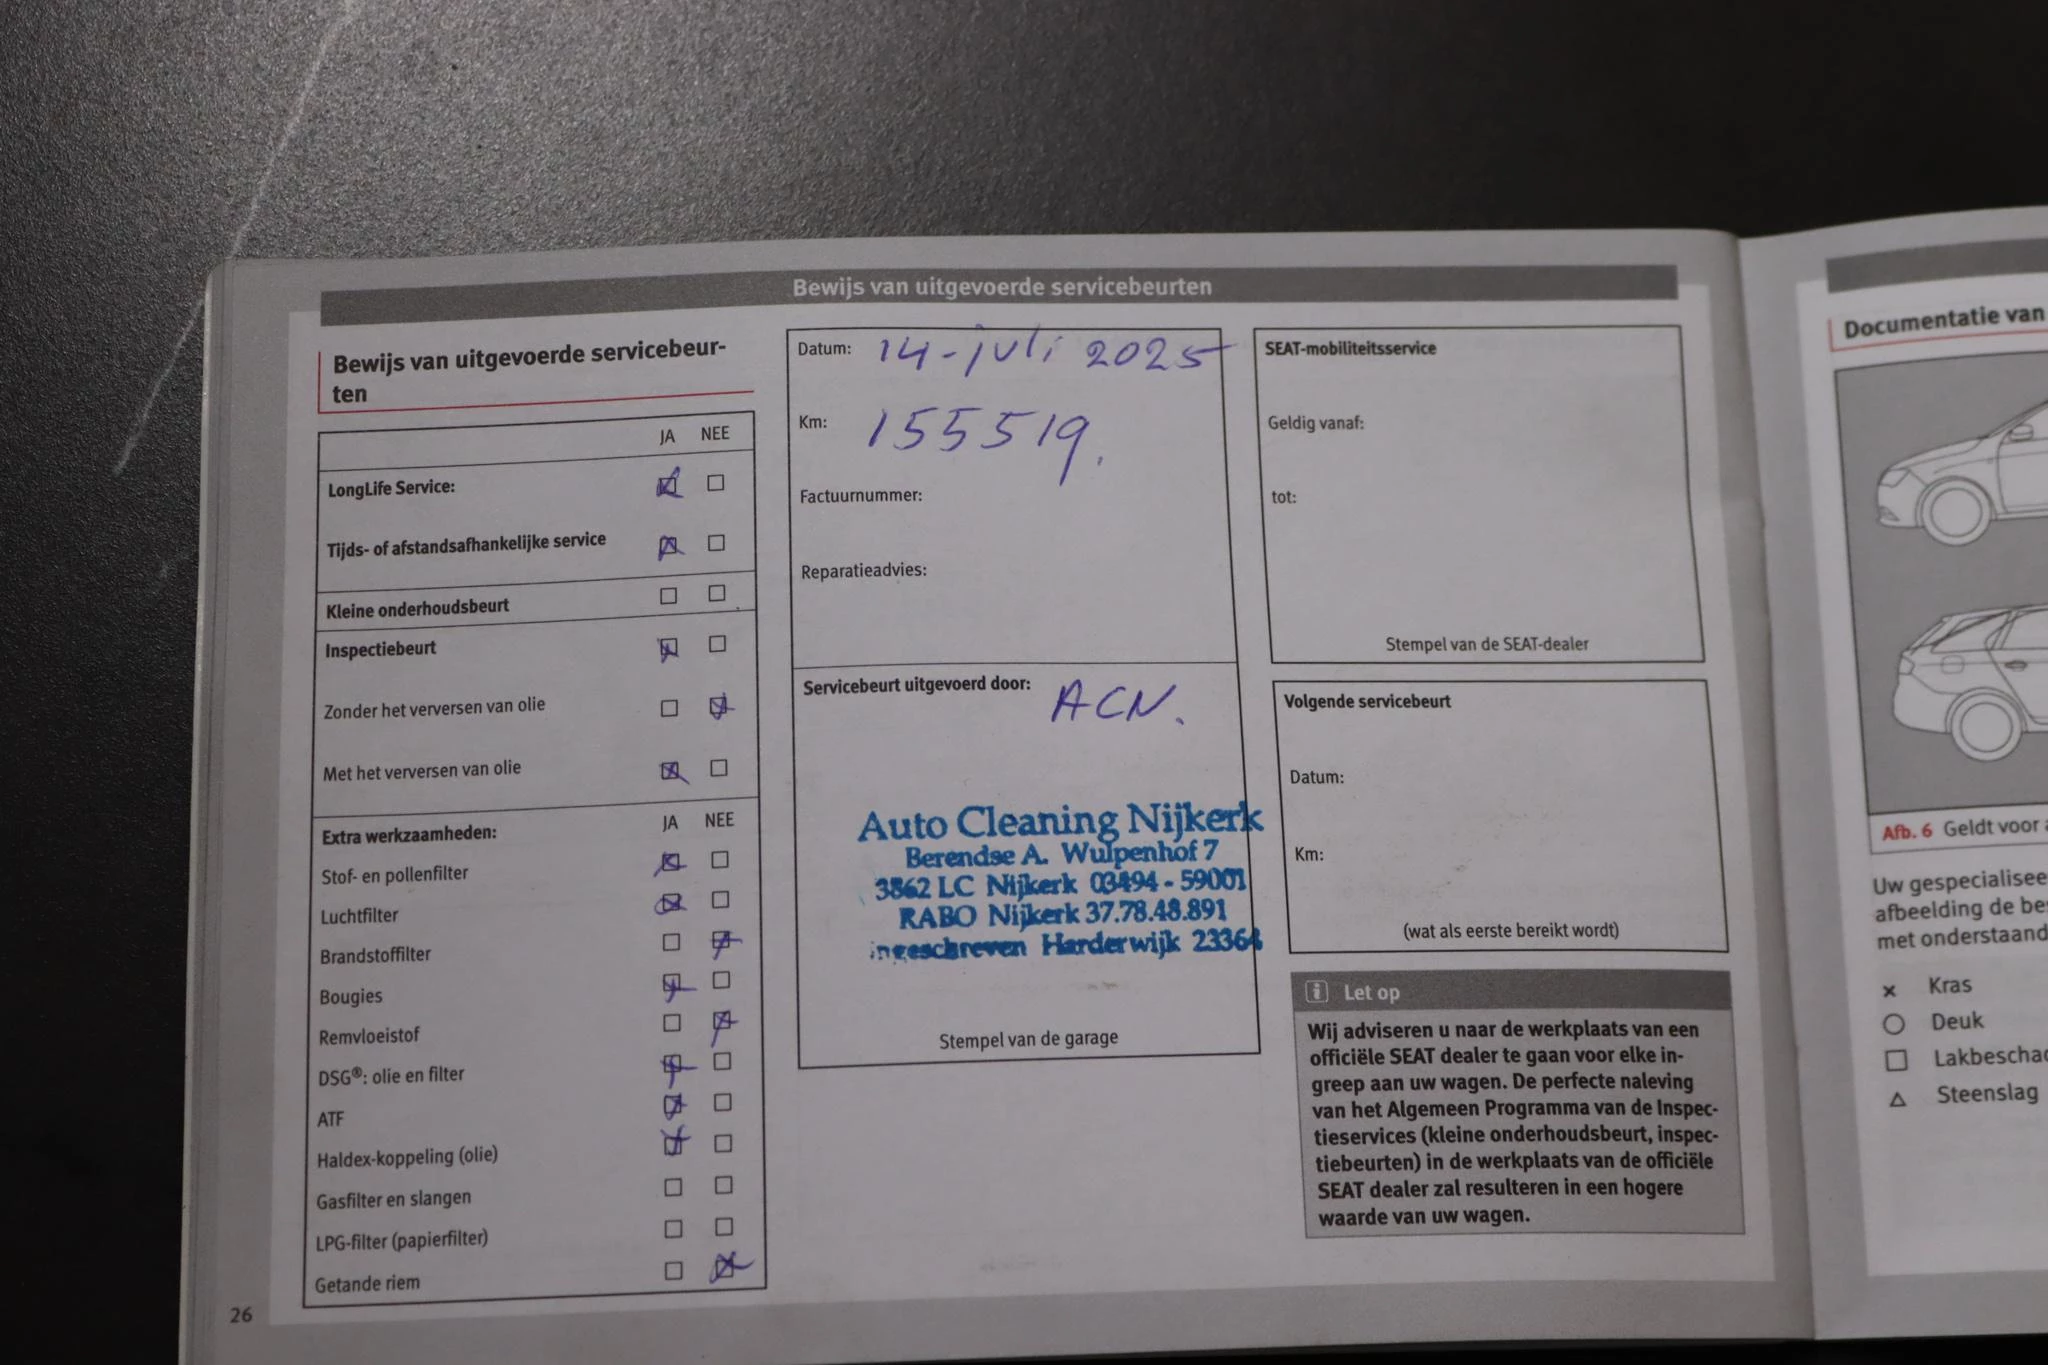 Bewijs van uitgevoerde servicebeurten
Bewijs van uitgevoerde servicebeur-
ten
JA NEE
LongLife Service:
Tijds- of afstandsafhankelijke service
Kleine onderhoudsbeurt
Inspectiebeurt
Zonder het verversen van olie
Met het verversen van olie
Extra werkzaamheden: JA NEE
Stof- en pollenfilter
Luchtfilter
Brandstoffilter
Bougies
Remvloeistof
DSG®: olie en filter
ATF
Haldex-koppeling (olie)
Gasfilter en slangen
LPG-filter (papierfilter)
Getande riem
26
Datum: 14-juli 2025
Km: 155519.
Factuurnummer:
Reparatieadvies:
Servicebeurt uitgevoerd door: ACN.
Auto Cleaning Nijkerk
Berendse A. Wulpenhof 7
3862 LC Nijkerk 03494-59001
RABO Nijkerk 37.78.48.891
ingeschreven Harderwijk 23364
Stempel van de garage
SEAT-mobiliteitsservice
Geldig vanaf:
tot:
Stempel van de SEAT-dealer
Volgende servicebeurt
Datum:
Km:
(wat als eerste bereikt wordt)
i Let op
Wij adviseren u naar de werkplaats van een
officiële SEAT dealer te gaan voor elke in-
greep aan uw wagen. De perfecte naleving
van het Algemeen Programma van de Inspec-
tieservices (kleine onderhoudsbeurt, inspec-
tiebeurten) in de werkplaats van de officiële
SEAT dealer zal resulteren in een hogere
waarde van uw wagen.
Documentatie van
Afb. 6 Geldt voor a
Uw gespecialisee
afbeelding de be
met onderstaand
Kras
Deuk
Lakbescha
Steenslag